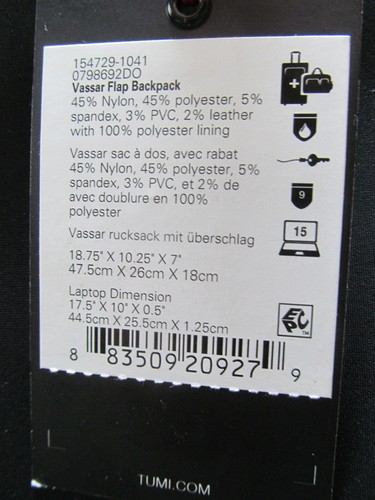 154729-1041
0798692DO
Vassar Flap Backpack
45% Nylon, 45% polyester, 5%
spandex, 3% PVC, 2% leather
with 100% polyester lining
Vassar sac à dos, avec rabat
45% Nylon, 45% polyester, 5%
spandex, 3% PVC, et 2% de
avec doublure en 100%
polyester
Vassar rucksack mit überschlag
18.75" X 10.25" X 7"
47.5cm X 26cm X 18cm
Laptop Dimension
17.5" X 10" X 0.5"
44.5cm X 25.5cm X 1.25cm
9
15
EPC
TM
8 83509 20927 9
TUMI.COM